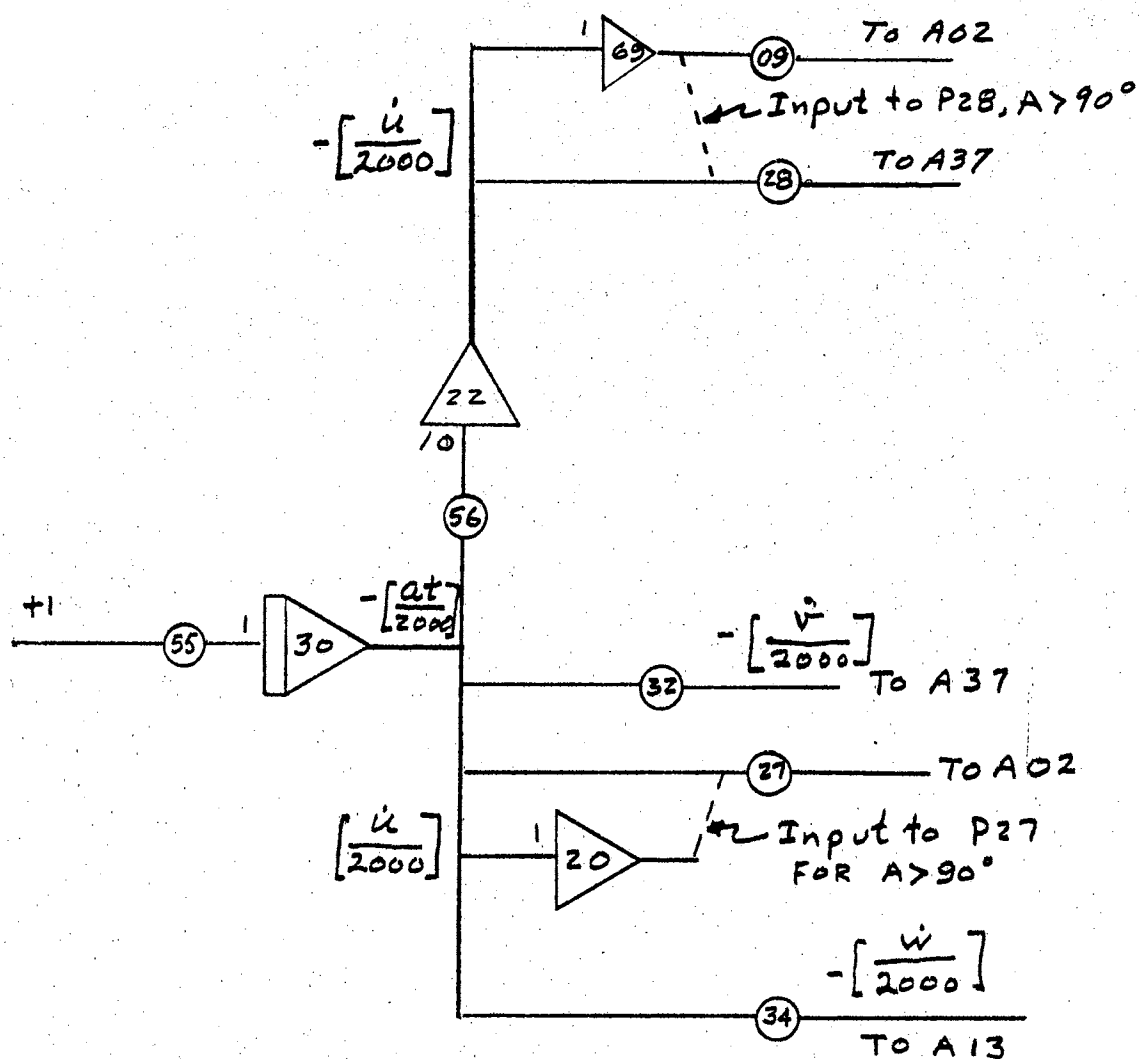 1 69 09 To A02
Input to P28, A>90°
-[u̇/2000]
28 To A37
22
10
56
+1 55 1 30 -[at/2000]
-[v̇/2000]
32 To A37
27 To A02
[u̇/2000] 1 20 Input to P27
FOR A>90°
-[ẇ/2000]
34
To A13